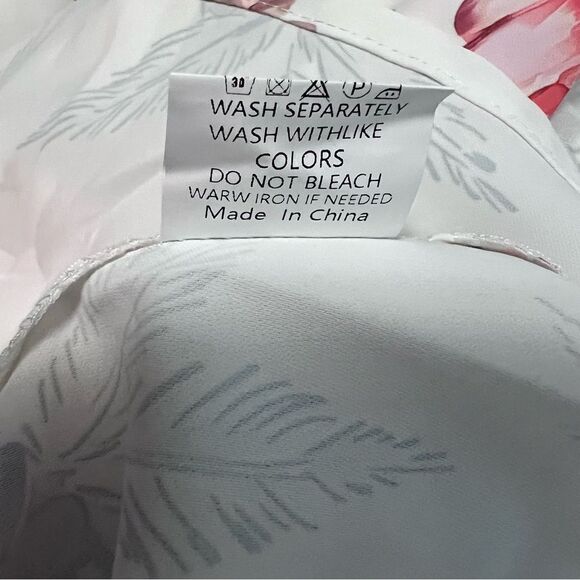 30 P
WASH SEPARATELY
WASH WITHLIKE
COLORS
DO NOT BLEACH
WARW IRON IF NEEDED
Made In China